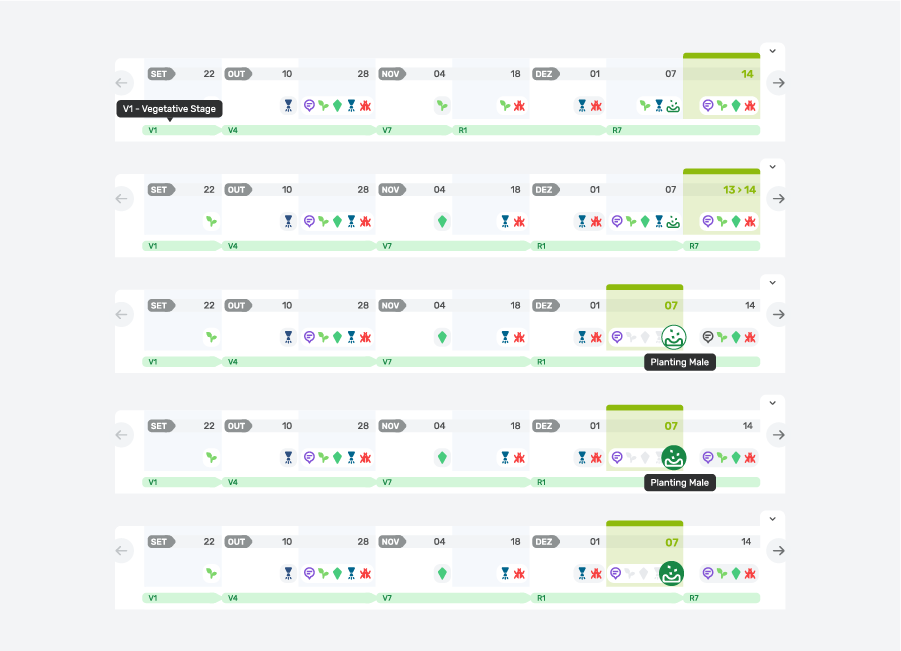 SET 22 OUT 10 28 NOV 04 18 DEZ 01 07 14
V1 - Vegetative Stage
V1 V4 V7 R1 R7
SET 22 OUT 10 28 NOV 04 18 DEZ 01 07 13 > 14
V1 V4 V7 R1 R7
SET 22 OUT 10 28 NOV 04 18 DEZ 01 07 14
V1 V4 V7 R1
Planting Male
SET 22 OUT 10 28 NOV 04 18 DEZ 01 07 14
V1 V4 V7 R1
Planting Male
SET 22 OUT 10 28 NOV 04 18 DEZ 01 07 14
V1 V4 V7 R1 R7